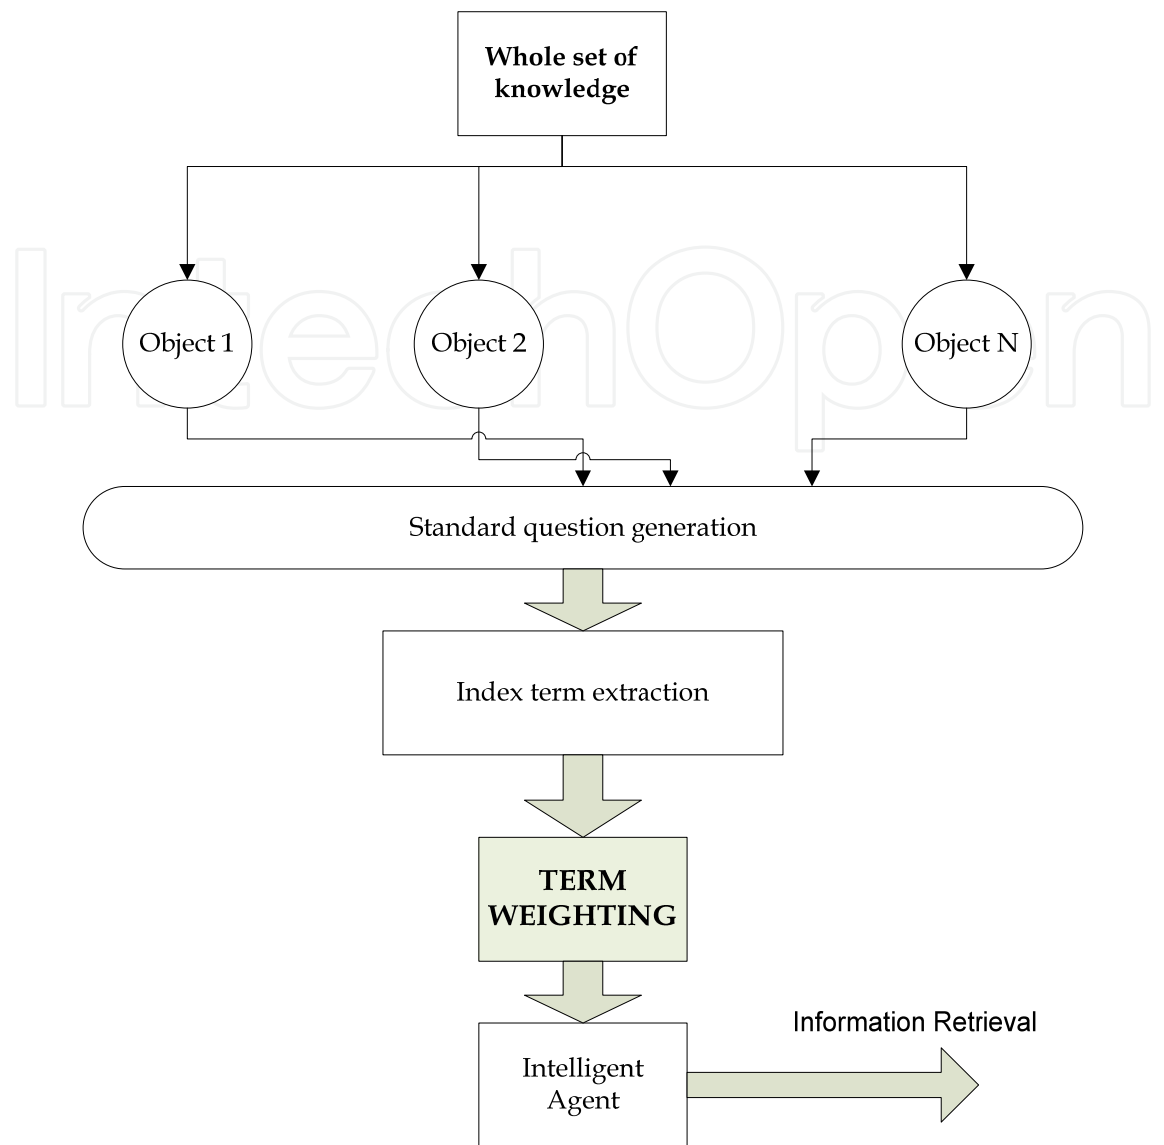 Whole set of
knowledge
IntechOpen
Object 1
Object 2
Object N
Standard question generation
Index term extraction
TERM
WEIGHTING
Information Retrieval
Intelligent
Agent